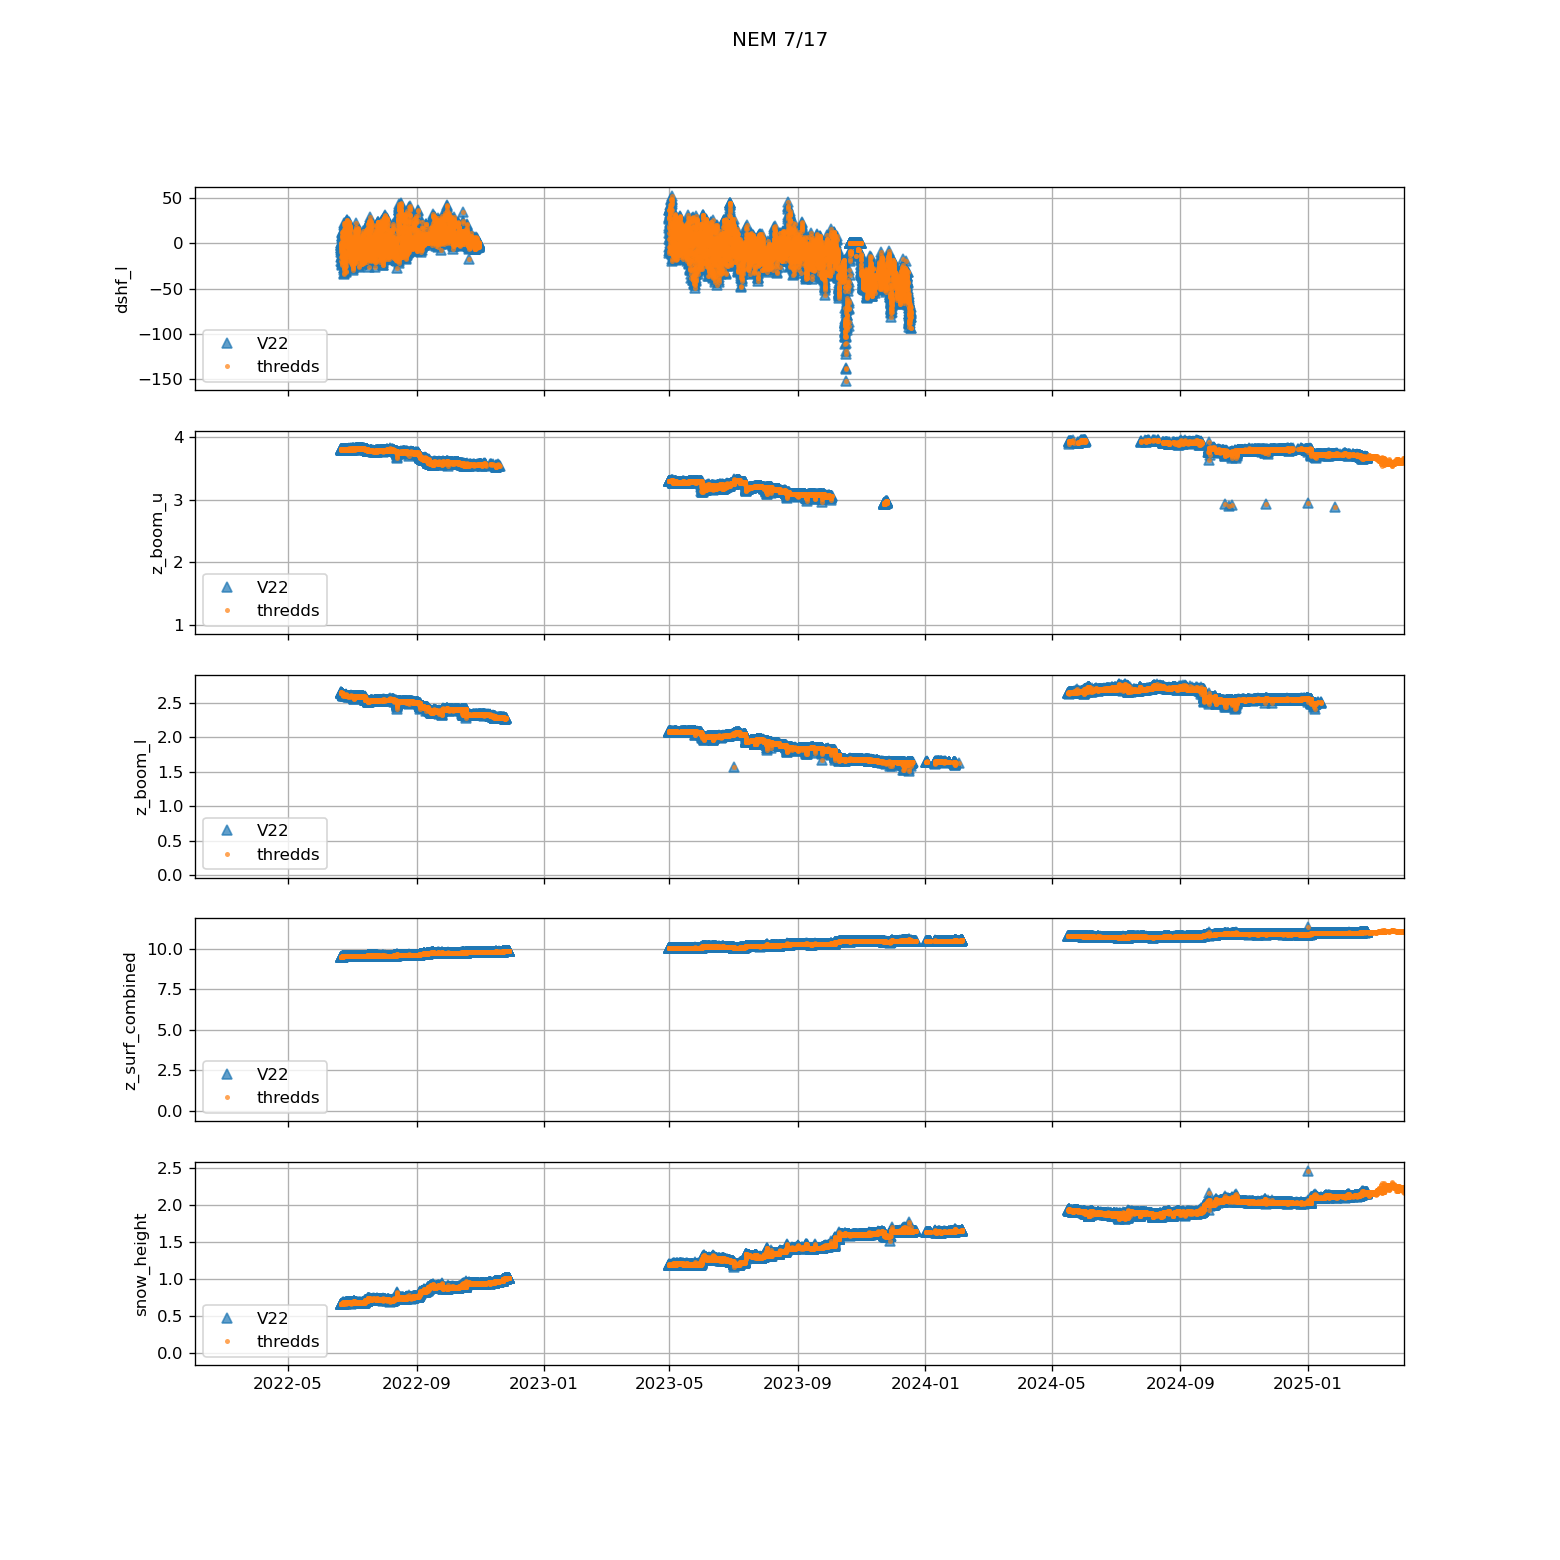 NEM 7/17
50
0
−50
−100
−150
dshf_l
V22
thredds
4
3
2
1
z_boom_u
V22
thredds
2.5
2.0
1.5
1.0
0.5
0.0
z_boom_l
V22
thredds
10.0
7.5
5.0
2.5
0.0
z_surf_combined
V22
thredds
2.5
2.0
1.5
1.0
0.5
0.0
snow_height
V22
thredds
2022-05 2022-09 2023-01 2023-05 2023-09 2024-01 2024-05 2024-09 2025-01